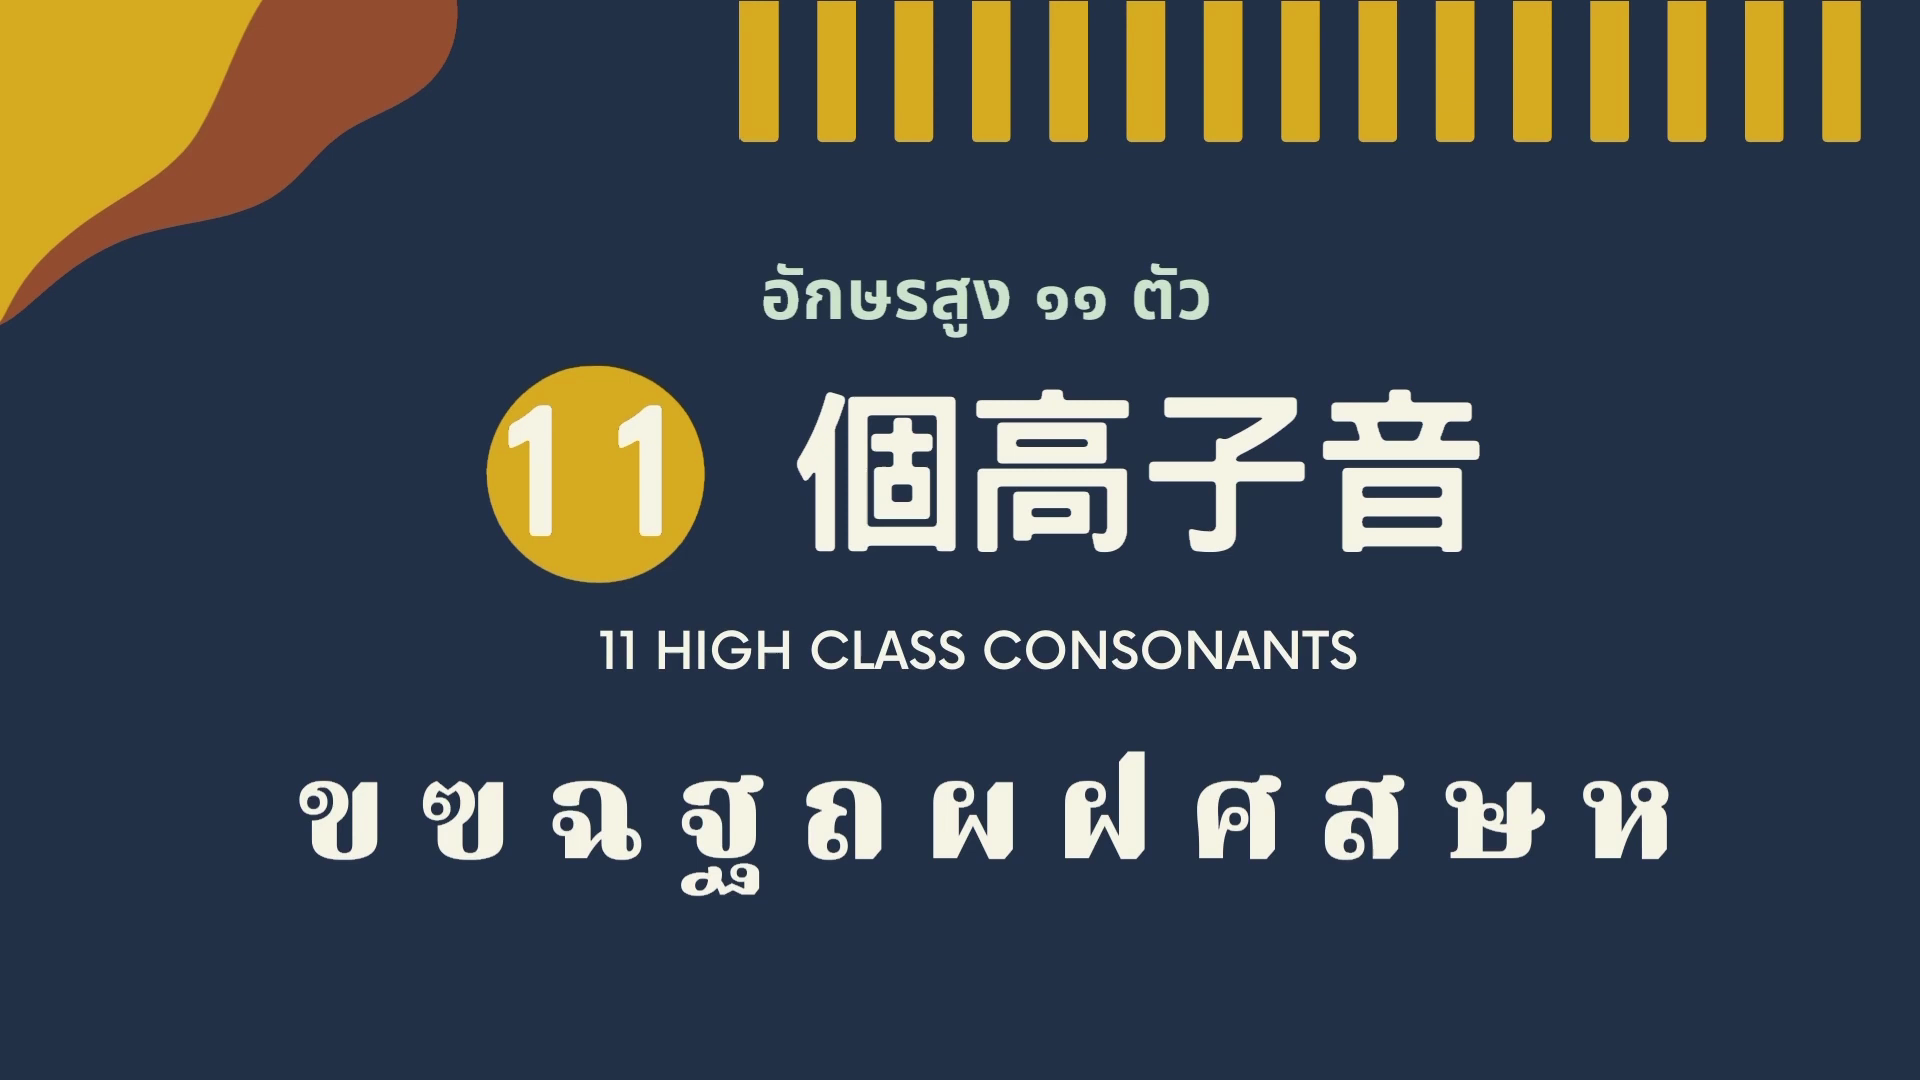 อักษรสูง ๑๑ ตัว
11 個高子音
11 HIGH CLASS CONSONANTS
ข ฃ ฉ ฐ ถ ผ ฝ ศ ส ษ ห